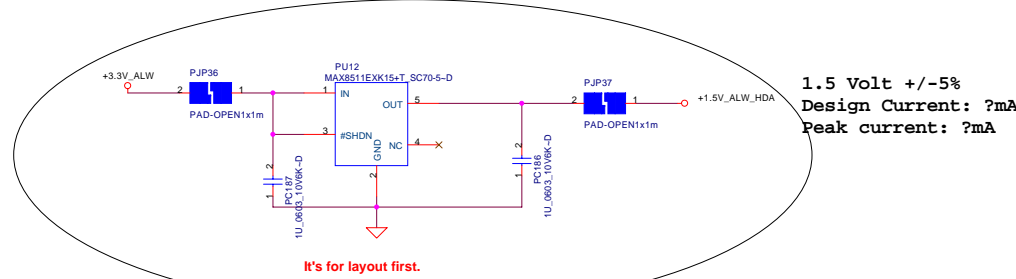 PU12
MAX8511EXK15+T_SC70-5~D
+3.3V_ALW
PJP36
2 1
PAD-OPEN1x1m
1 IN
OUT 5
3 #SHDN
NC 4
GND
2
PJP37
2 1
PAD-OPEN1x1m
+1.5V_ALW_HDA
1.5 Volt +/-5%
Design Current: ?mA
Peak current: ?mA
2
1
PC187
1U_0603_10V6K~D
2
1
PC186
1U_0603_10V6K~D
It's for layout first.